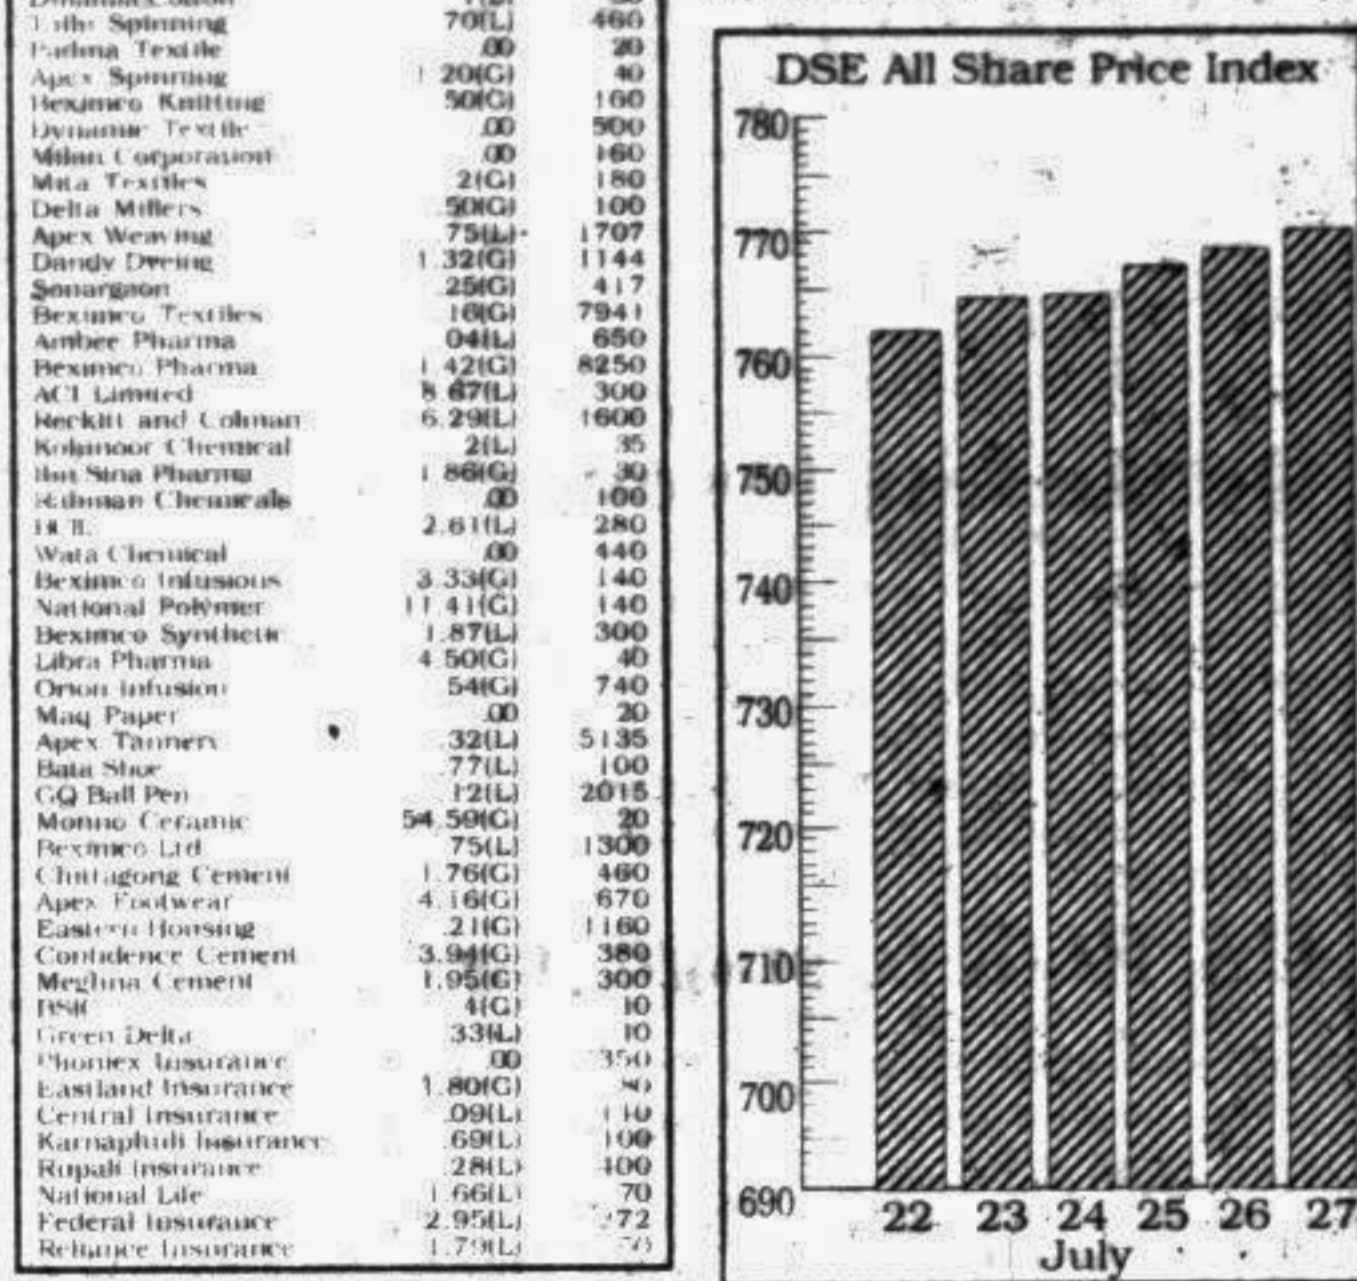 Spinning 70(L) 460
Padma Textile .00 20
Apex Spinning 1.20(G) 40
Beximco Knitting .50(G) 160
Dynamic Textile .00 500
Milan Corporation .00 160
Mita Textiles 2(G) 180
Delta Millers .50(G) 100
Apex Weaving .75(L) 1707
Dandy Dyeing 1.32(G) 1144
Sonargaon .25(G) 417
Beximco Textiles .16(G) 7941
Ambee Pharma .04(L) 650
Beximco Pharma 1.42(G) 8250
ACI Limited 8.67(L) 300
Reckitt and Colman 6.29(L) 1600
Kohinoor Chemical 2(L) 35
Ibn Sina Pharma 1.86(G) 30
Rahman Chemicals .00 100
2.61(L) 280
Wata Chemical .00 440
Beximco Infusions 3.33(G) 140
National Polymer 11.41(G) 140
Beximco Synthetic 1.87(L) 300
Libra Pharma 4.50(G) 40
Orion Infusion .54(G) 740
Maq Paper .00 20
Apex Tannery .32(L) 5135
Bata Shoe .77(L) 100
GQ Ball Pen .12(L) 2015
Monno Ceramic 54.59(G) 20
Beximco Ltd .75(L) 1300
Chittagong Cement 1.76(G) 460
Apex Footwear 4.16(G) 670
Eastern Housing .21(G) 1160
Confidence Cement 3.94(G) 380
Meghna Cement 1.95(G) 300
4(G) 10
Green Delta .33(L) 10
Phoniex Insurance .00 350
Eastland Insurance 1.80(G)
Central Insurance .09(L) 110
Karnaphuli Insurance .69(L) 100
Rupali Insurance .28(L) 100
National Life 1.66(L) 70
Federal Insurance 2.95(L)
Reliance Insurance 1.79(L)
DSE All Share Price Index
780
770
760
750
740
730
720
710
700
690
22 23 24 25 26 27
July